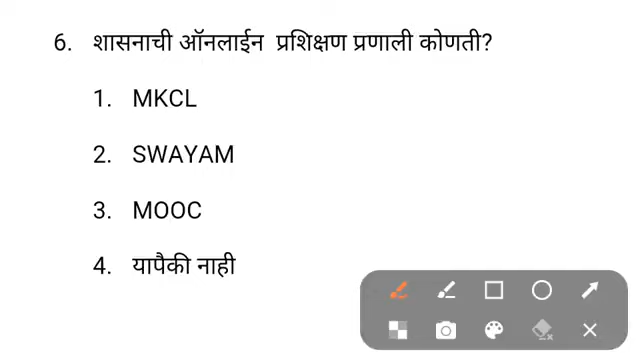 6. शासनाची ऑनलाईन प्रशिक्षण प्रणाली कोणती?
1. MKCL
2. SWAYAM
3. MOOC
4. यापैकी नाही